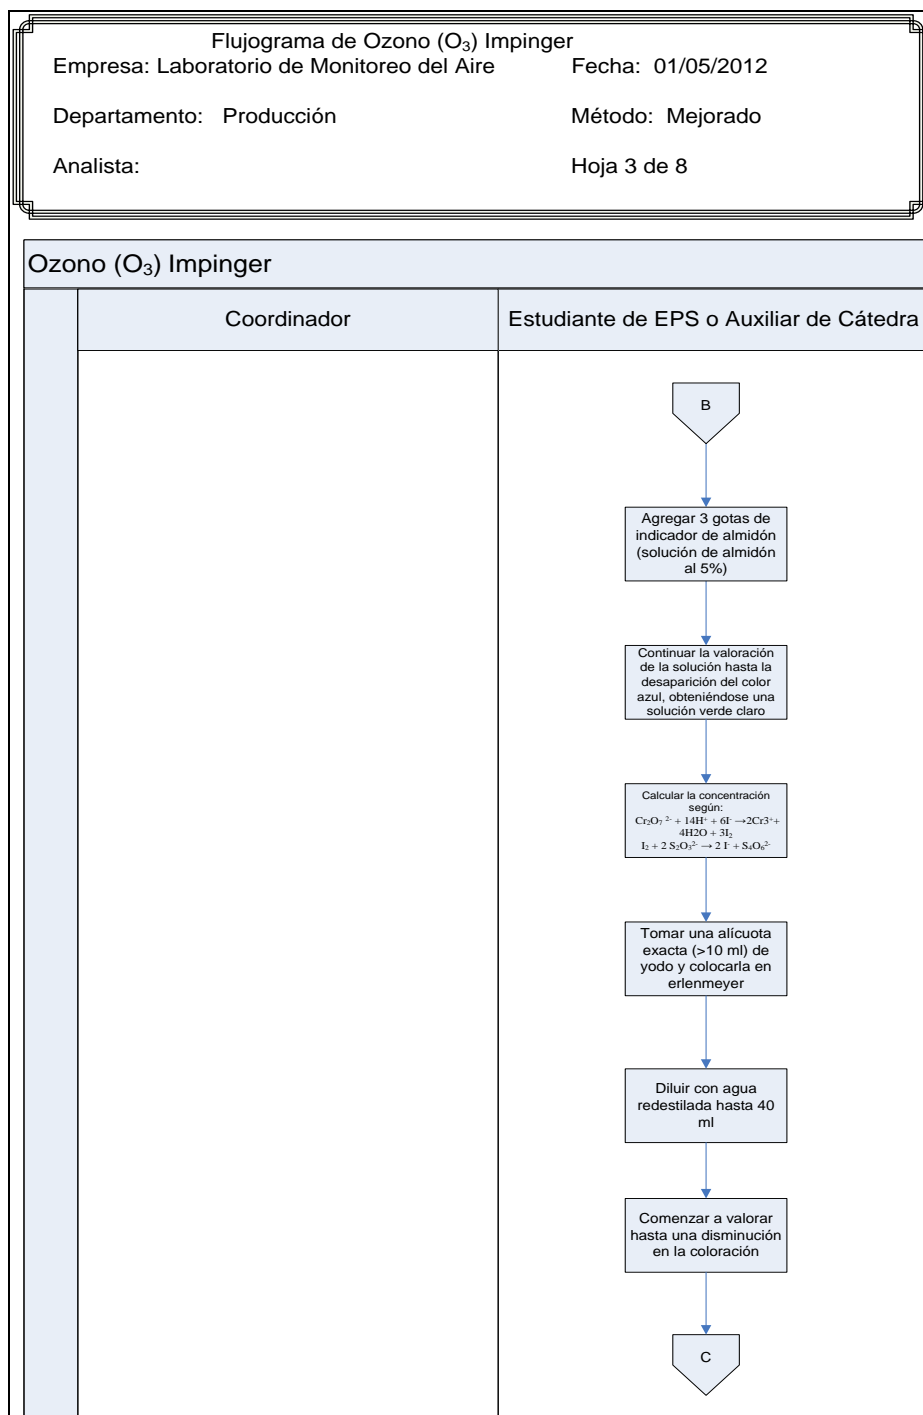 Flujograma de Ozono (O₃) Impinger
Empresa: Laboratorio de Monitoreo del Aire Fecha: 01/05/2012
Departamento: Producción Método: Mejorado
Analista: Hoja 3 de 8
Ozono (O₃) Impinger
Coordinador
Estudiante de EPS o Auxiliar de Cátedra
B
Agregar 3 gotas de
indicador de almidón
(solución de almidón
al 5%)
Continuar la valoración
de la solución hasta la
desaparición del color
azul, obteniéndose una
solución verde claro
Calcular la concentración
según:
Cr₂O₇ ²⁻ + 14H⁺ + 6I⁻ →2Cr3⁺+
4H2O + 3I₂
I₂ + 2 S₂O₃²⁻ → 2 I⁻ + S₄O₆²⁻
Tomar una alícuota
exacta (>10 ml) de
yodo y colocarla en
erlenmeyer
Diluir con agua
redestilada hasta 40
ml
Comenzar a valorar
hasta una disminución
en la coloración
C